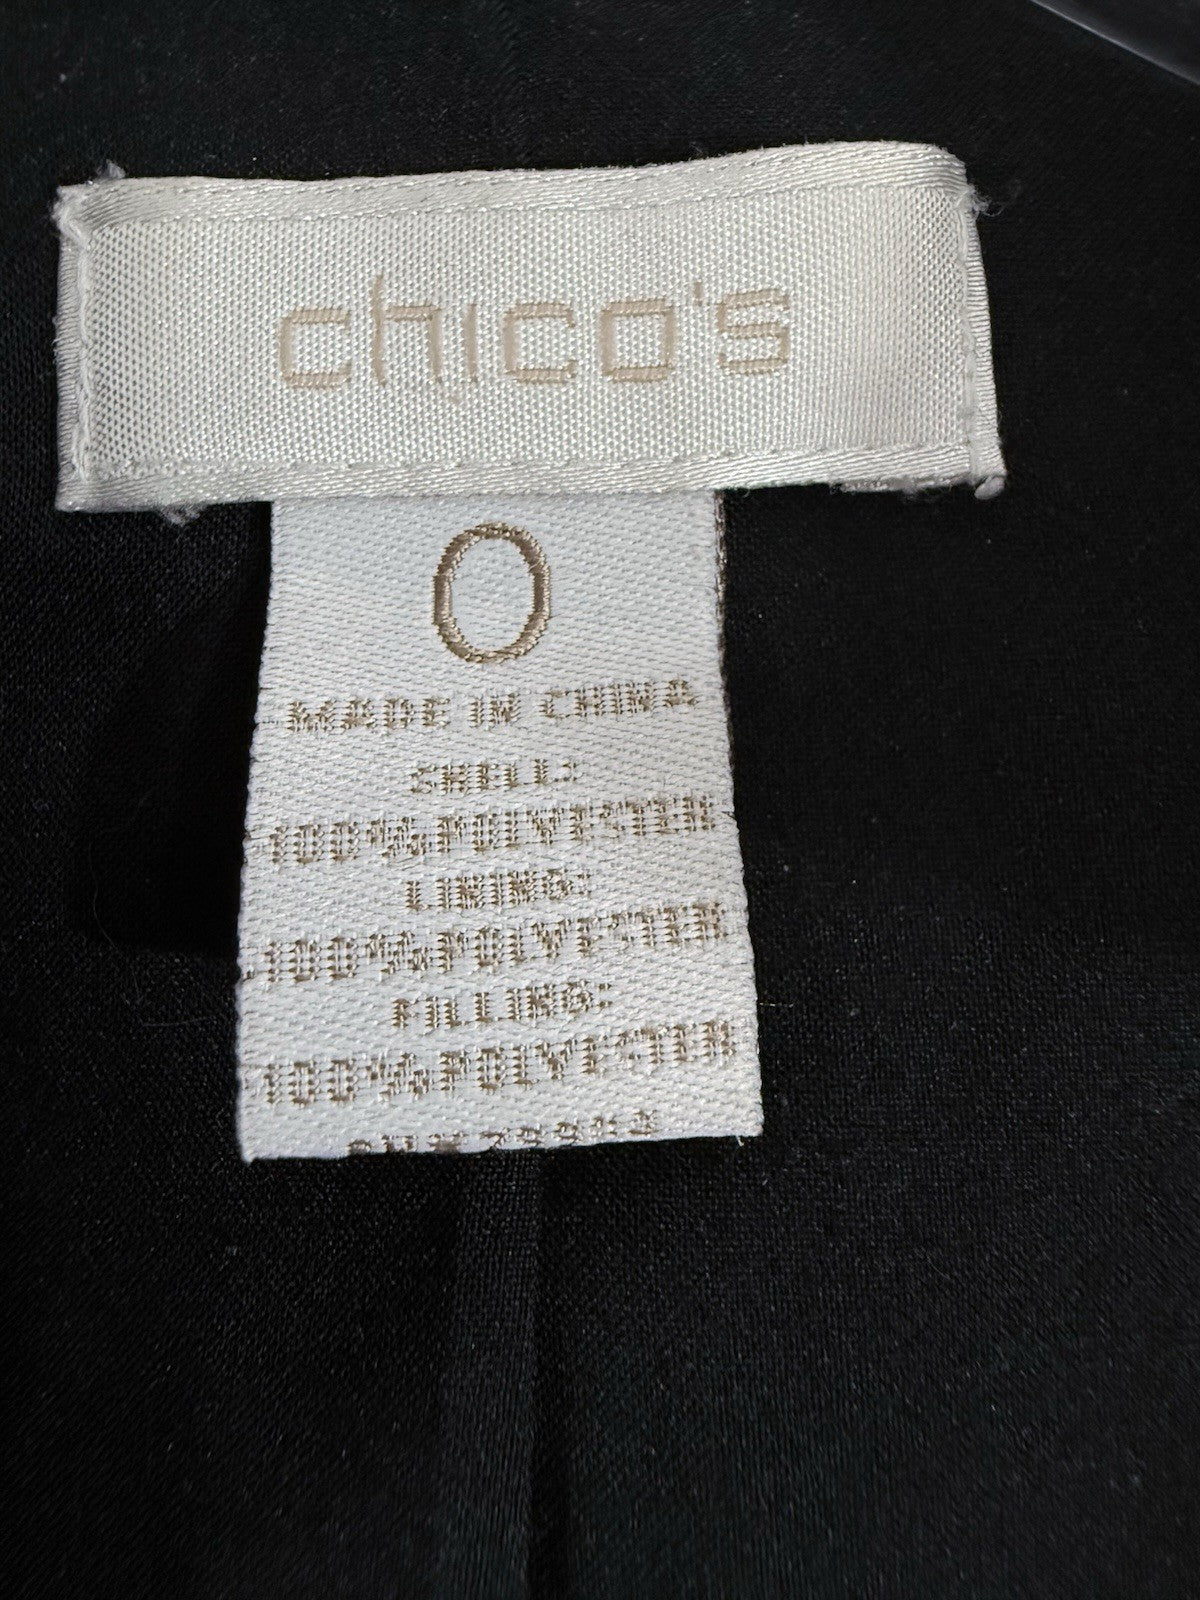 chico's
0
MADE IN CHINA
SHELL:
100% POLYESTER
LINING:
100% POLYESTER
FILLING:
100% POLYESTER